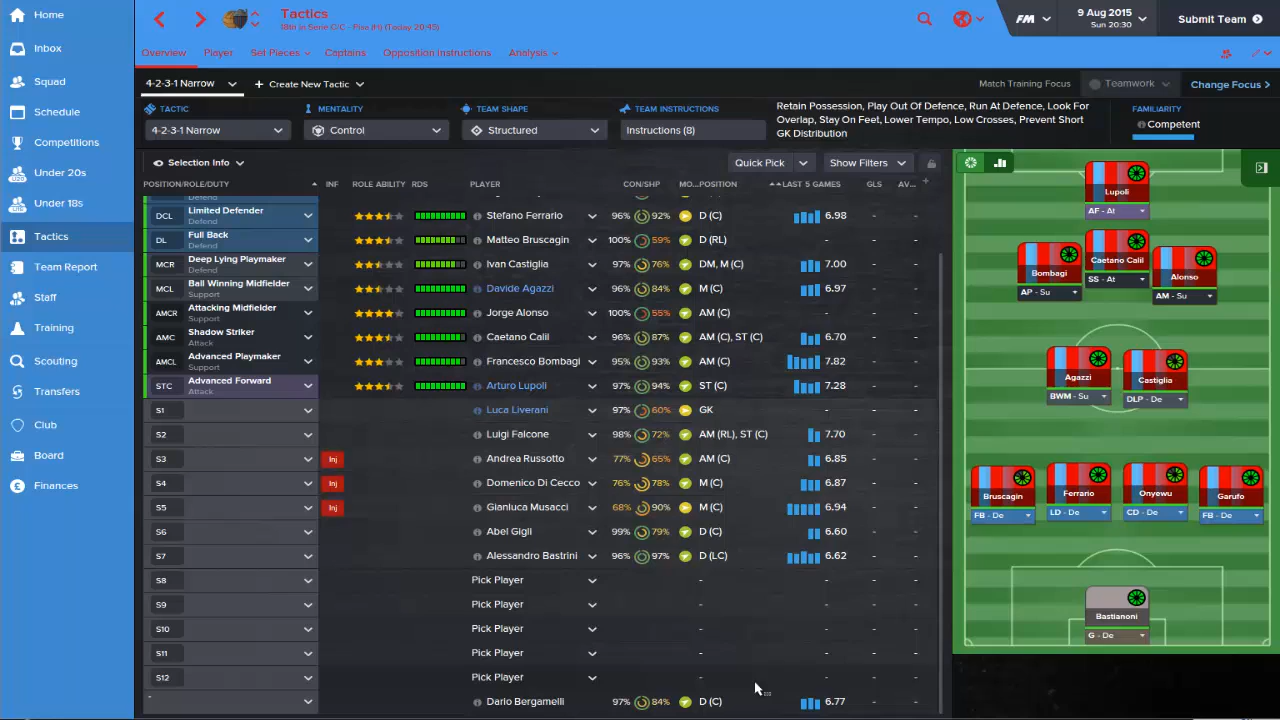 Home
Inbox
Squad
Schedule
Competitions
Under 20s
Under 18s
Tactics
Team Report
Staff
Training
Scouting
Transfers
Club
Board
Finances
Tactics
18th in Serie C/C - Pisa (H) (Today 20:45)
FM
9 Aug 2015
Sun 20:30
Submit Team
Overview Player Set Pieces Captains Opposition Instructions Analysis
4-2-3-1 Narrow + Create New Tactic
Match Training Focus Teamwork Change Focus >
TACTIC MENTALITY TEAM SHAPE TEAM INSTRUCTIONS
4-2-3-1 Narrow Control Structured Instructions (8)
Retain Possession, Play Out Of Defence, Run At Defence, Look For
Overlap, Stay On Feet, Lower Tempo, Low Crosses, Prevent Short
GK Distribution
FAMILIARITY
Competent
Selection Info Quick Pick Show Filters
POSITION/ROLE/DUTY INF ROLE ABILITY RDS PLAYER CON/SHP MO... POSITION LAST 5 GAMES GLS AV...
Defend
DCL Limited Defender Defend Stefano Ferrario 96% 92% D (C) 6.98 - -
DL Full Back Defend Matteo Bruscagin 100% 59% D (RL) - - -
MCR Deep Lying Playmaker Defend Ivan Castiglia 97% 76% DM, M (C) 7.00 - -
MCL Ball Winning Midfielder Support Davide Agazzi 96% 84% M (C) 6.97 - -
AMCR Attacking Midfielder Support Jorge Alonso 100% 55% AM (C) - - -
AMC Shadow Striker Attack Caetano Calil 96% 87% AM (C), ST (C) 6.70 - -
AMCL Advanced Playmaker Support Francesco Bombagi 95% 93% AM (C) 7.82 - -
STC Advanced Forward Attack Arturo Lupoli 97% 94% ST (C) 7.28 - -
S1 Luca Liverani 97% 60% GK - - -
S2 Luigi Falcone 98% 72% AM (RL), ST (C) 7.70 - -
S3 Inj Andrea Russotto 77% 65% AM (C) 6.85 - -
S4 Inj Domenico Di Cecco 76% 78% M (C) 6.87 - -
S5 Inj Gianluca Musacci 68% 90% M (C) 6.94 - -
S6 Abel Gigli 99% 79% D (C) 6.60 - -
S7 Alessandro Bastrini 96% 97% D (LC) 6.62 - -
S8 Pick Player - - - -
S9 Pick Player - - - -
S10 Pick Player - - - -
S11 Pick Player - - - -
S12 Pick Player - - - -
- Dario Bergamelli 97% 84% D (C) 6.77 - -
Lupoli
AF - At
Bombagi Caetano Calil Alonso
AP - Su SS - At AM - Su
Agazzi Castiglia
BWM - Su DLP - De
Bruscagin Ferrario Onyewu Garufo
FB - De LD - De CD - De FB - De
Bastianoni
G - De